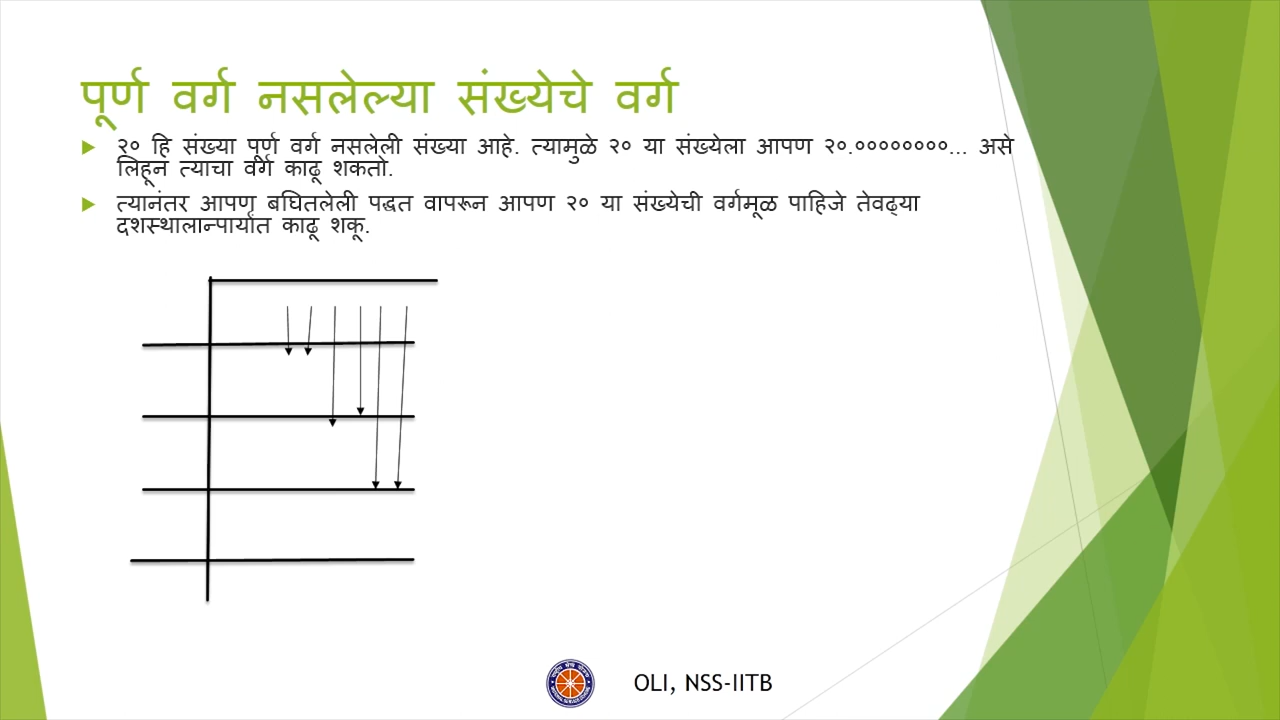 पूर्ण वर्ग नसलेल्या संख्येचे वर्ग
२० हि संख्या पूर्ण वर्ग नसलेली संख्या आहे. त्यामुळे २० या संख्येला आपण २०.००००००००... असे
लिहून त्याचा वर्ग काढू शकतो.
त्यानंतर आपण बघितलेली पद्धत वापरून आपण २० या संख्येची वर्गमूळ पाहिजे तेवढ्या
दशस्थालान्पार्यांत काढू शकू.
OLI, NSS-IITB